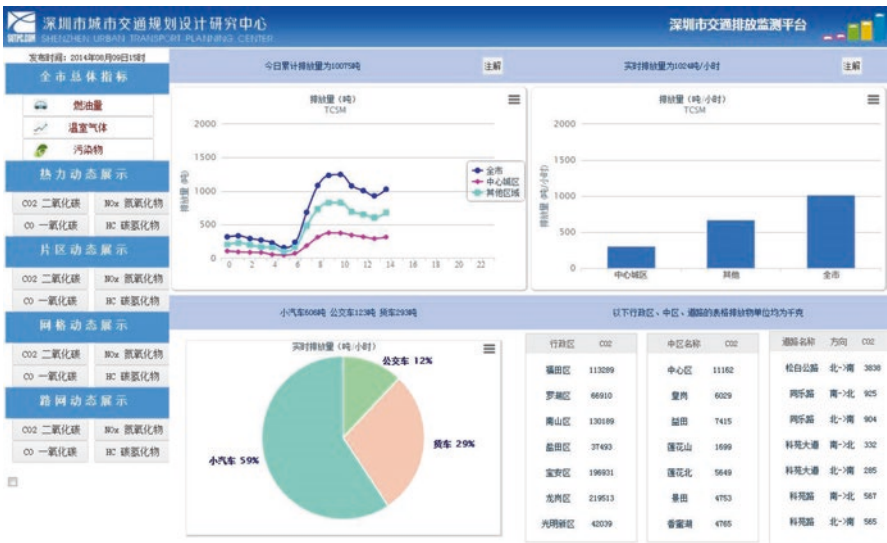 深圳市城市交通规划设计研究中心
SHENZHEN URBAN TRANSPORT PLANNING CENTER
深圳市交通排放监测平台
发布时间: 2014年08月09日15时
全市总体指标
燃油量
温室气体
污染物
热力动态展示
CO2 二氧化碳 NOx 氮氧化物
CO 一氧化碳 HC 碳氢化物
片区动态展示
CO2 二氧化碳 NOx 氮氧化物
CO 一氧化碳 HC 碳氢化物
网格动态展示
CO2 二氧化碳 NOx 氮氧化物
CO 一氧化碳 HC 碳氢化物
路网动态展示
CO2 二氧化碳 NOx 氮氧化物
CO 一氧化碳 HC 碳氢化物
今日累计排放量为10075吨 注解
排放量 (吨)
TCSM
排放量 (吨)
2000
1500
1000
500
0
0 2 4 6 8 10 12 14 16 18 20 22
全市
中心城区
其他区域
实时排放量为1024吨/小时 注解
排放量 (吨/小时)
TCSM
排放量 (吨/小时)
2000
1500
1000
500
0
中心城区 其他 全市
小汽车606吨 公交车123吨 货车293吨
实时排放量 (吨/小时)
公交车 12%
货车 29%
小汽车 59%
以下行政区、中区、道路的表格排放物单位均为千克
行政区 CO2
福田区 113289
罗湖区 66910
南山区 130189
盐田区 37493
宝安区 196931
龙岗区 219513
光明新区 42039
中区名称 CO2
中心区 11162
皇岗 6029
益田 7415
莲花山 1699
莲花北 5649
景田 4753
香蜜湖 4765
道路名称 方向 CO2
松白公路 北->南 3838
同乐路 南->北 925
同乐路 北->南 904
科苑大道 南->北 332
科苑大道 北->南 285
科苑路 南->北 567
科苑路 北->南 565